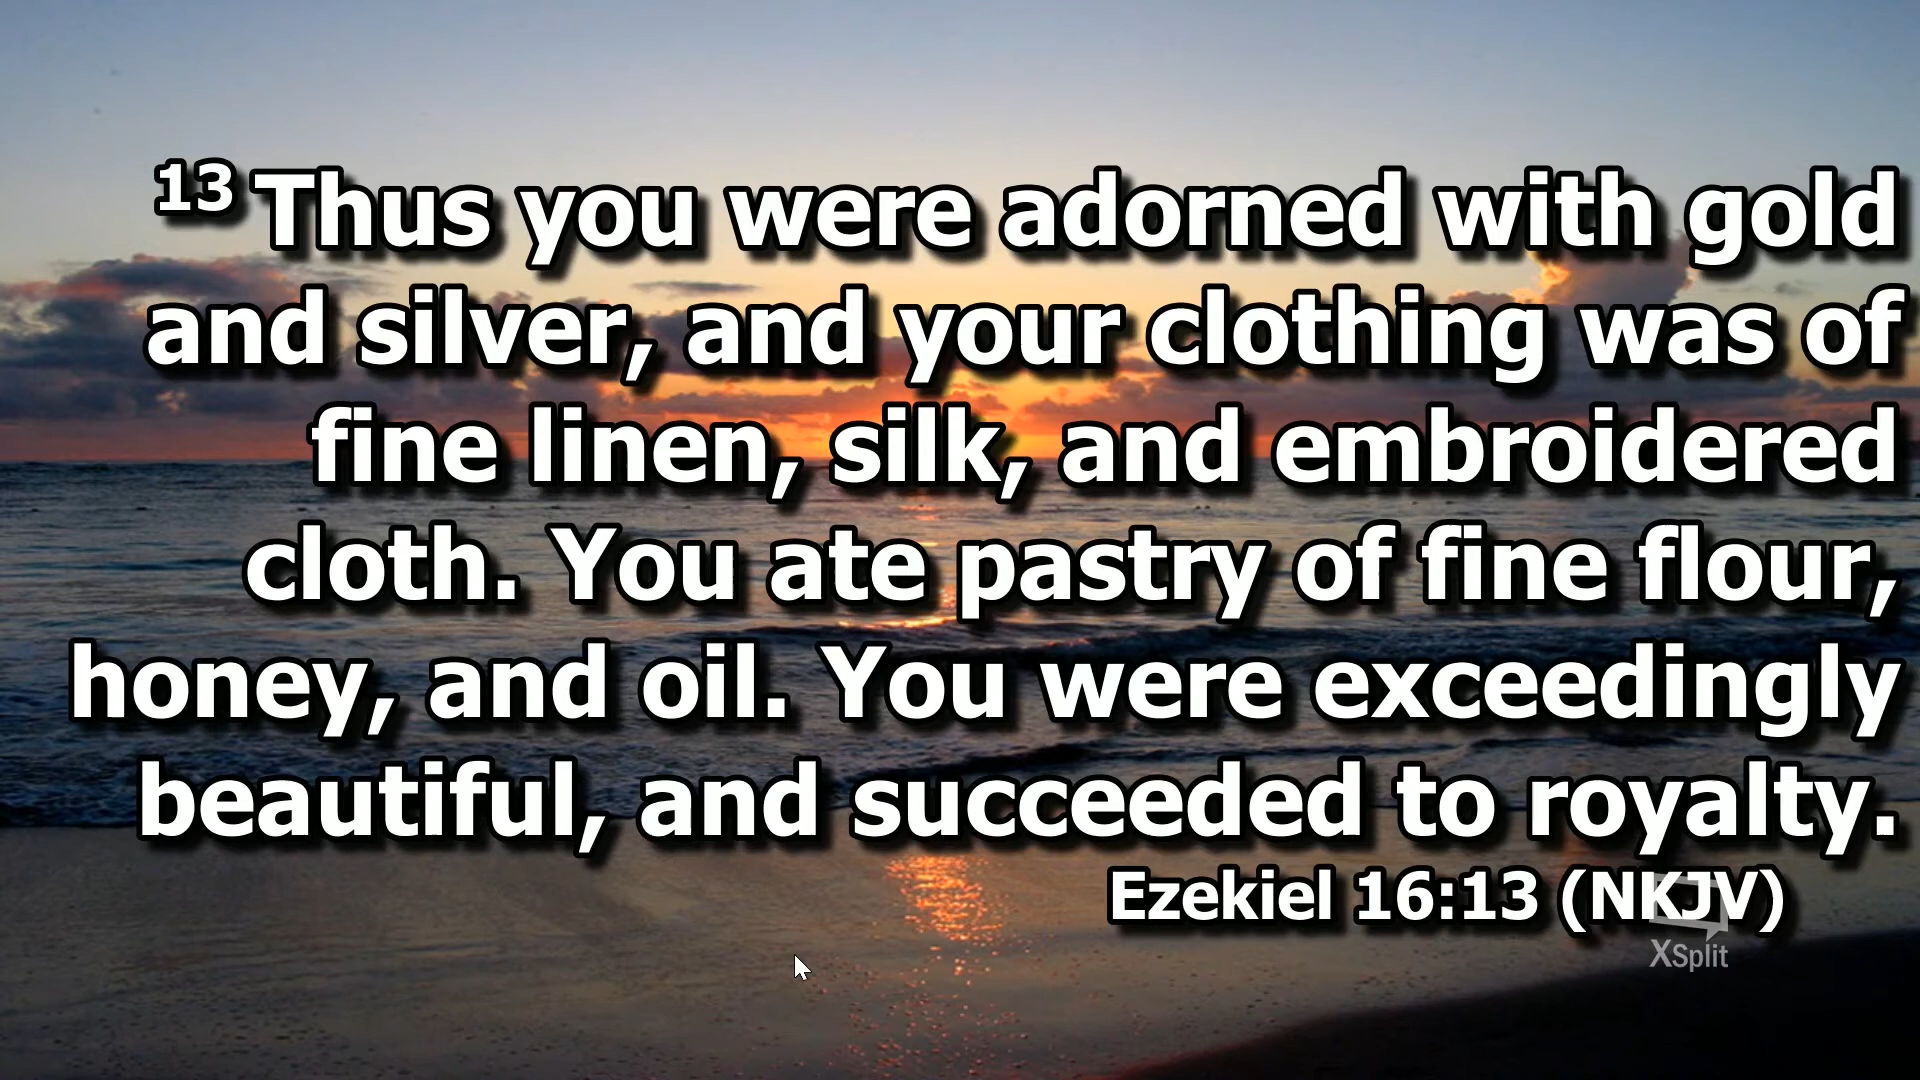 13 Thus you were adorned with gold
and silver, and your clothing was of
fine linen, silk, and embroidered
cloth. You ate pastry of fine flour,
honey, and oil. You were exceedingly
beautiful, and succeeded to royalty.
Ezekiel 16:13 (NKJV)
XSplit